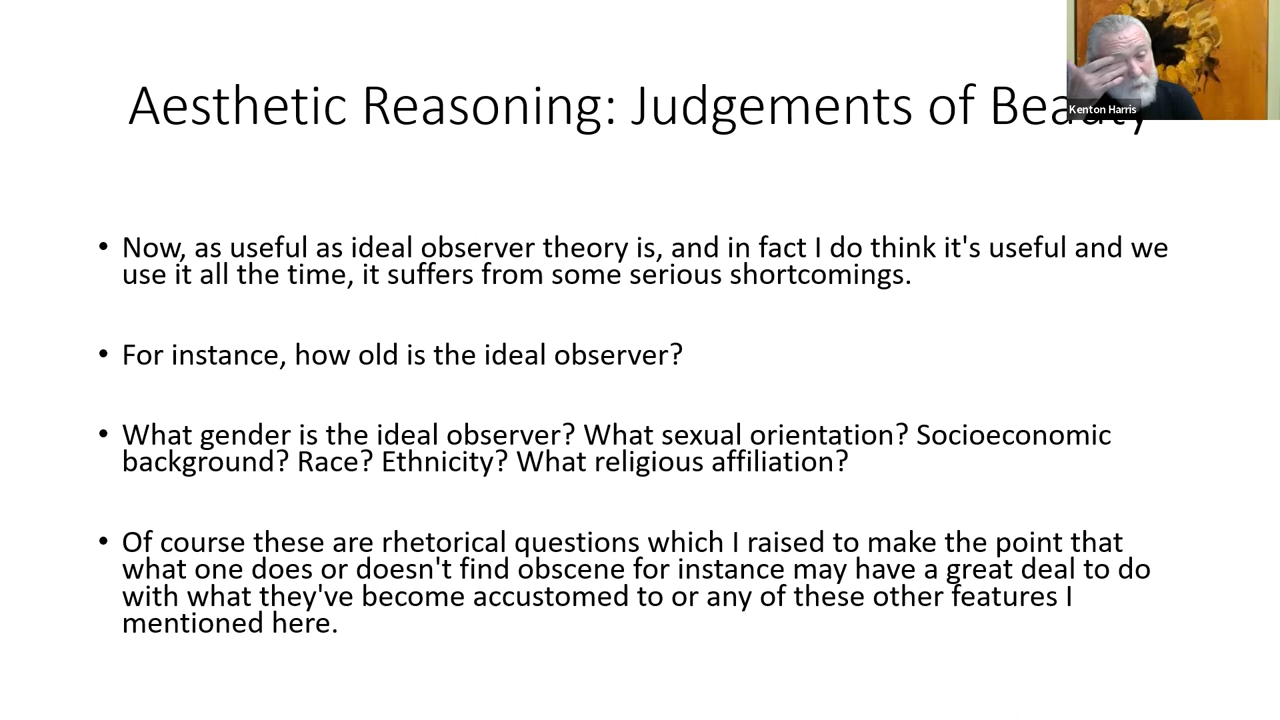 Aesthetic Reasoning: Judgements of Beauty
Kenton Harris
• Now, as useful as ideal observer theory is, and in fact I do think it's useful and we
use it all the time, it suffers from some serious shortcomings.
• For instance, how old is the ideal observer?
• What gender is the ideal observer? What sexual orientation? Socioeconomic
background? Race? Ethnicity? What religious affiliation?
• Of course these are rhetorical questions which I raised to make the point that
what one does or doesn't find obscene for instance may have a great deal to do
with what they've become accustomed to or any of these other features I
mentioned here.